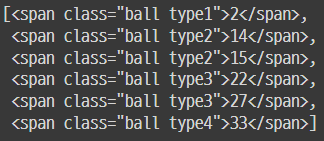 [<span class="ball type1">2</span>,
<span class="ball type2">14</span>,
<span class="ball type2">15</span>,
<span class="ball type3">22</span>,
<span class="ball type3">27</span>,
<span class="ball type4">33</span>]